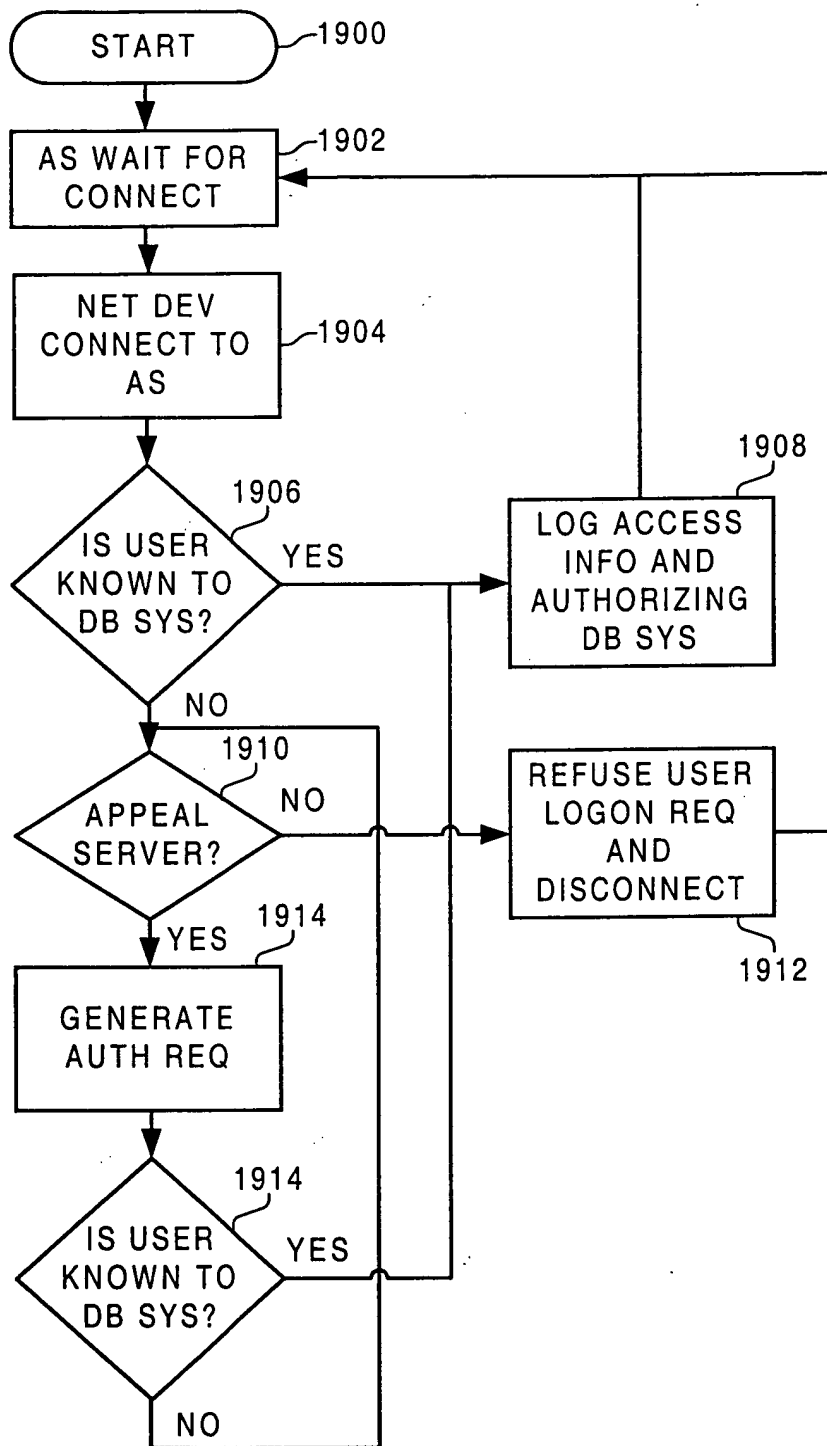 START
1900
AS WAIT FOR
CONNECT
1902
NET DEV
CONNECT TO
AS
1904
IS USER
KNOWN TO
DB SYS?
1906
YES
NO
LOG ACCESS
INFO AND
AUTHORIZING
DB SYS
1908
APPEAL
SERVER?
1910
NO
YES
REFUSE USER
LOGON REQ
AND
DISCONNECT
1912
GENERATE
AUTH REQ
1914
IS USER
KNOWN TO
DB SYS?
1914
YES
NO